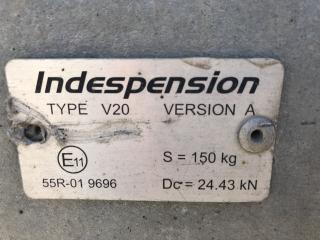 Indespension
TYPE V20 VERSION A
E11 S = 150 kg
55R-01 9696 Dc = 24.43 kN